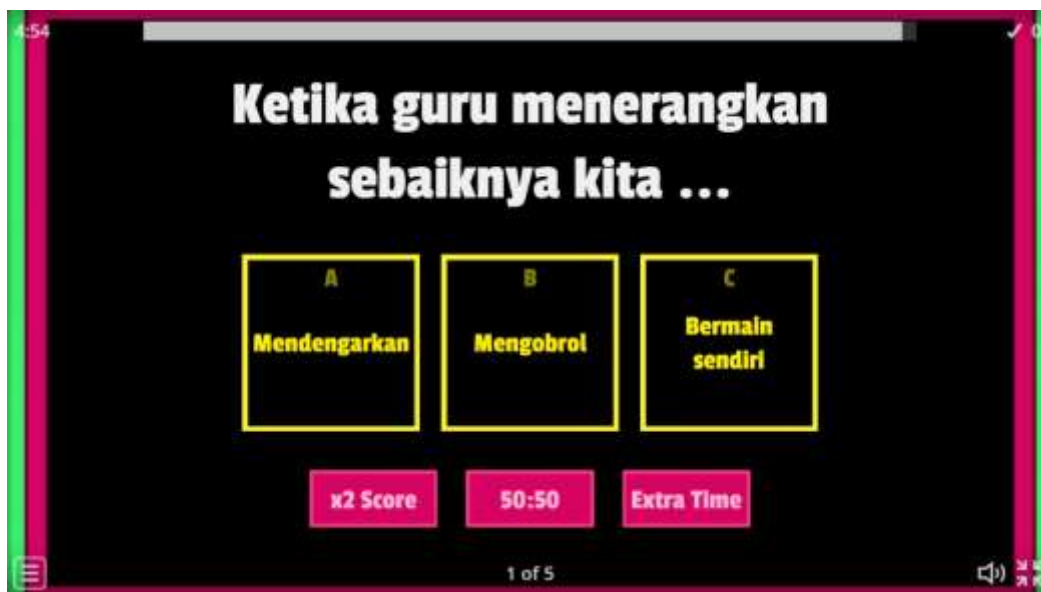 4:54
✓ 0
Ketika guru menerangkan
sebaiknya kita ...
A
Mendengarkan
B
Mengobrol
C
Bermain
sendiri
x2 Score
50:50
Extra Time
1 of 5